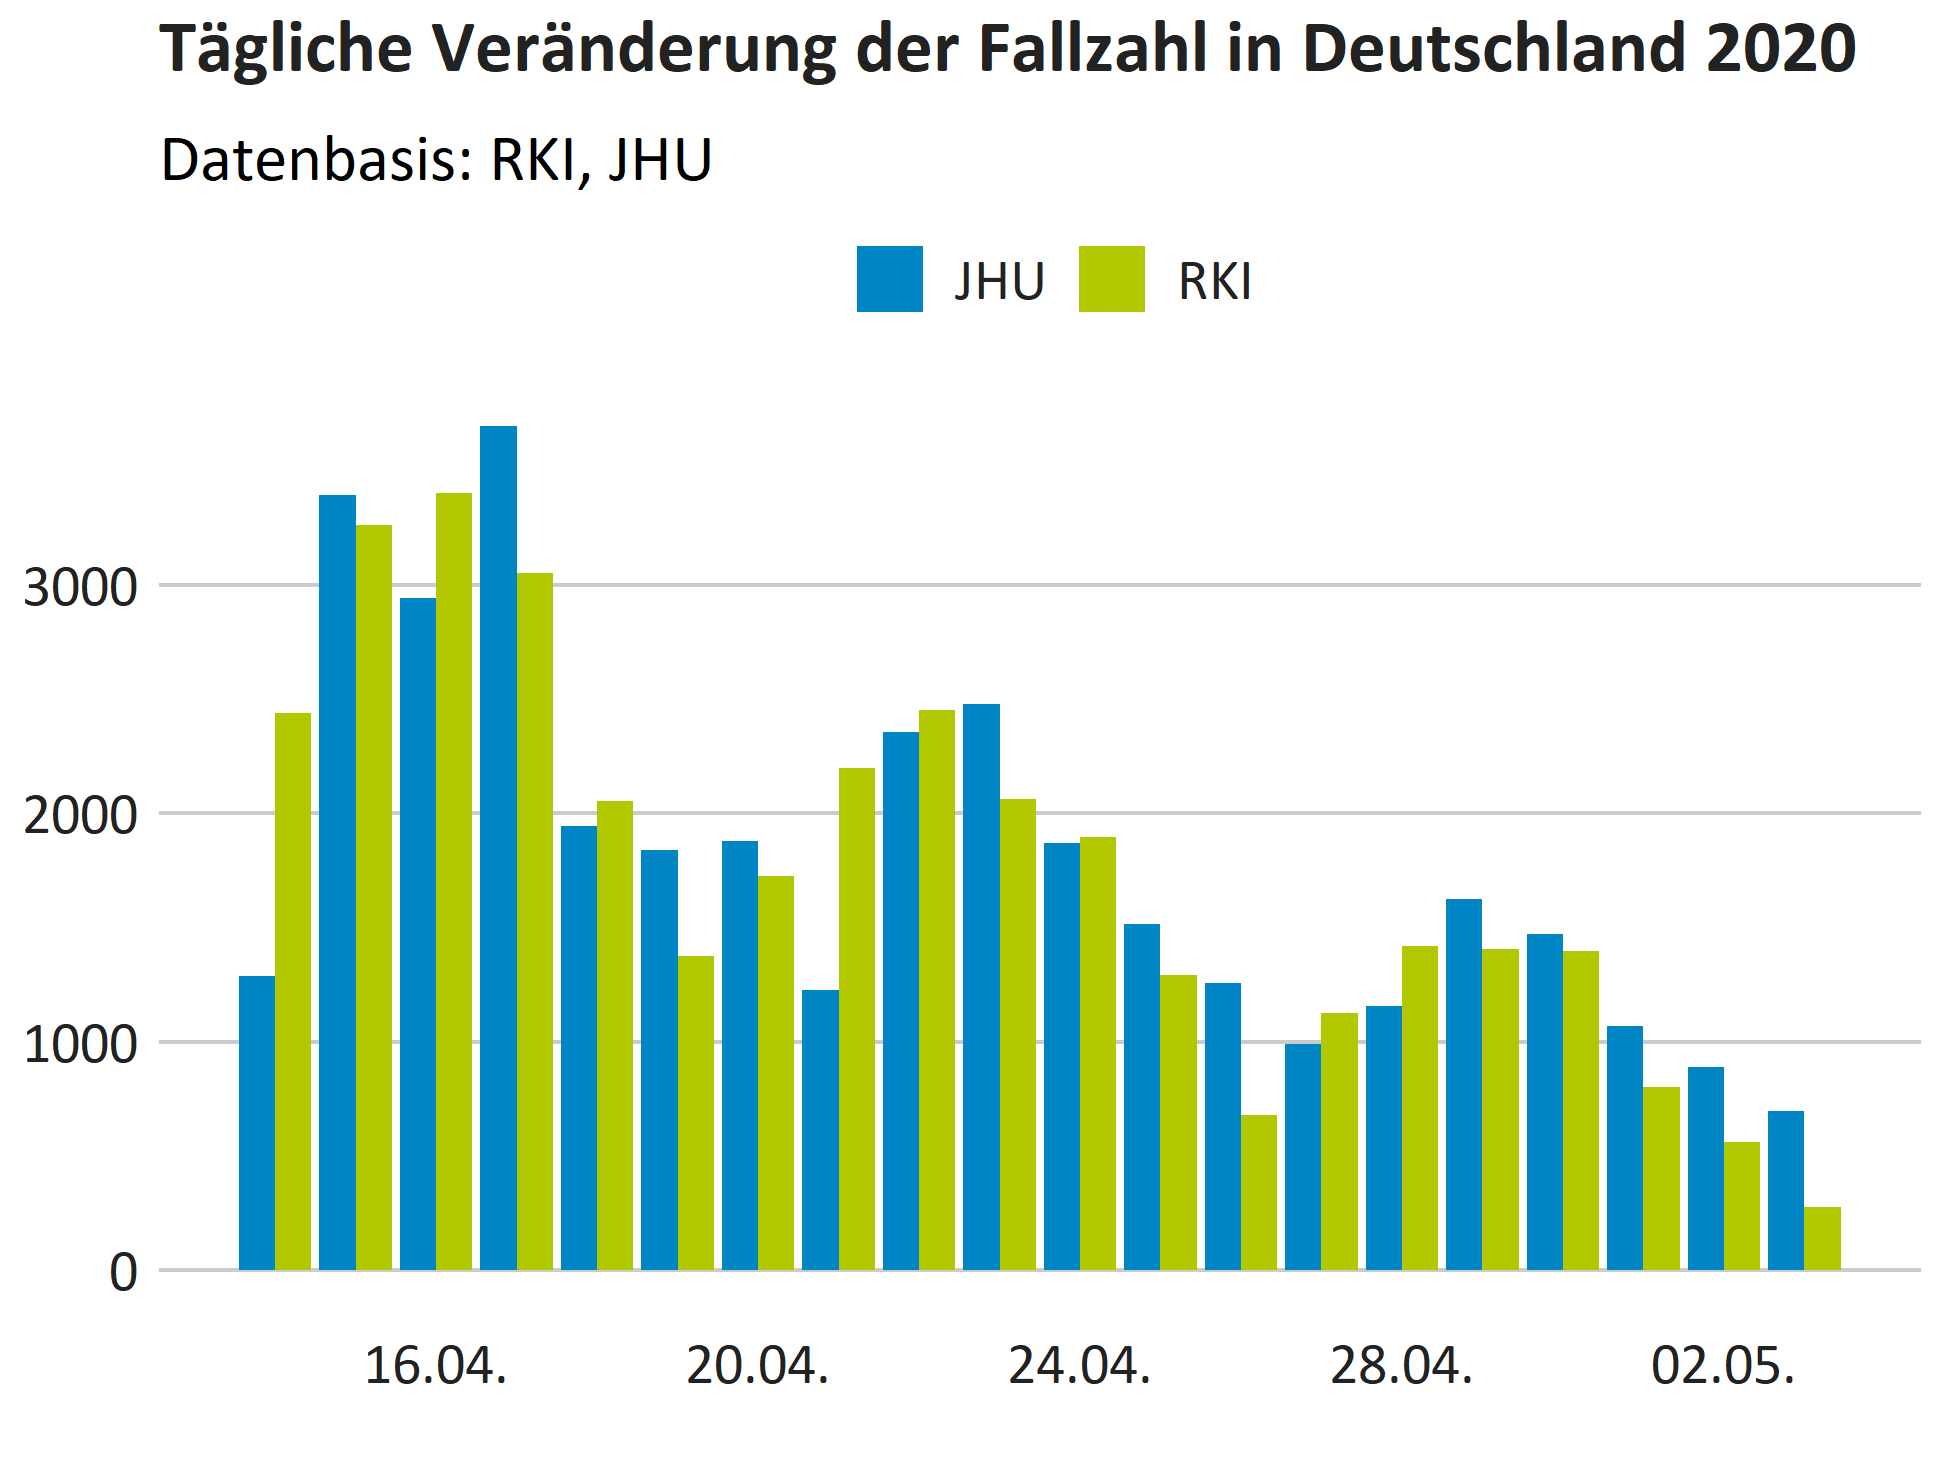 Tägliche Veränderung der Fallzahl in Deutschland 2020
Datenbasis: RKI, JHU
JHU RKI
3000
2000
1000
0
16.04. 20.04. 24.04. 28.04. 02.05.